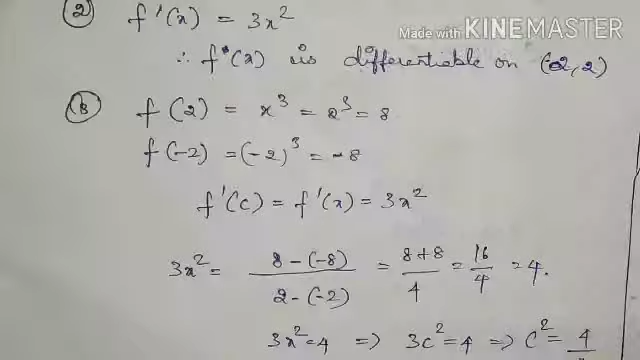 Made with KINEMASTER
② f'(x) = 3x²
∴ f'(x) is differentiable on (-2, 2)
③ f(2) = x³ = 2³ = 8
f(-2) = (-2)³ = -8
f'(c) = f'(x) = 3x²
3x² = 8 - (-8) / 2 - (-2) = 8+8 / 4 = 16 / 4 = 4.
3x² = 4 ⇒ 3c² = 4 ⇒ c² = 4 /